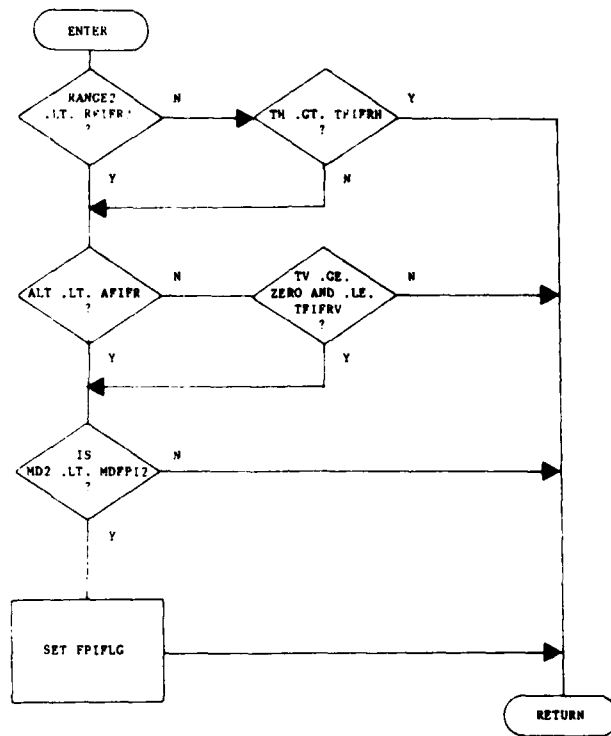 ENTER
RANGE2
.LT.
?
N
TH .GT. TFIFRH
?
Y
Y
N
ALT .LT. AFIFR
?
N
TV .GE.
ZERO AND .LE.
TFIFRV
?
N
Y
Y
IS
MD2 .LT. MDFPI2
?
N
Y
SET FPIFLG
RETURN